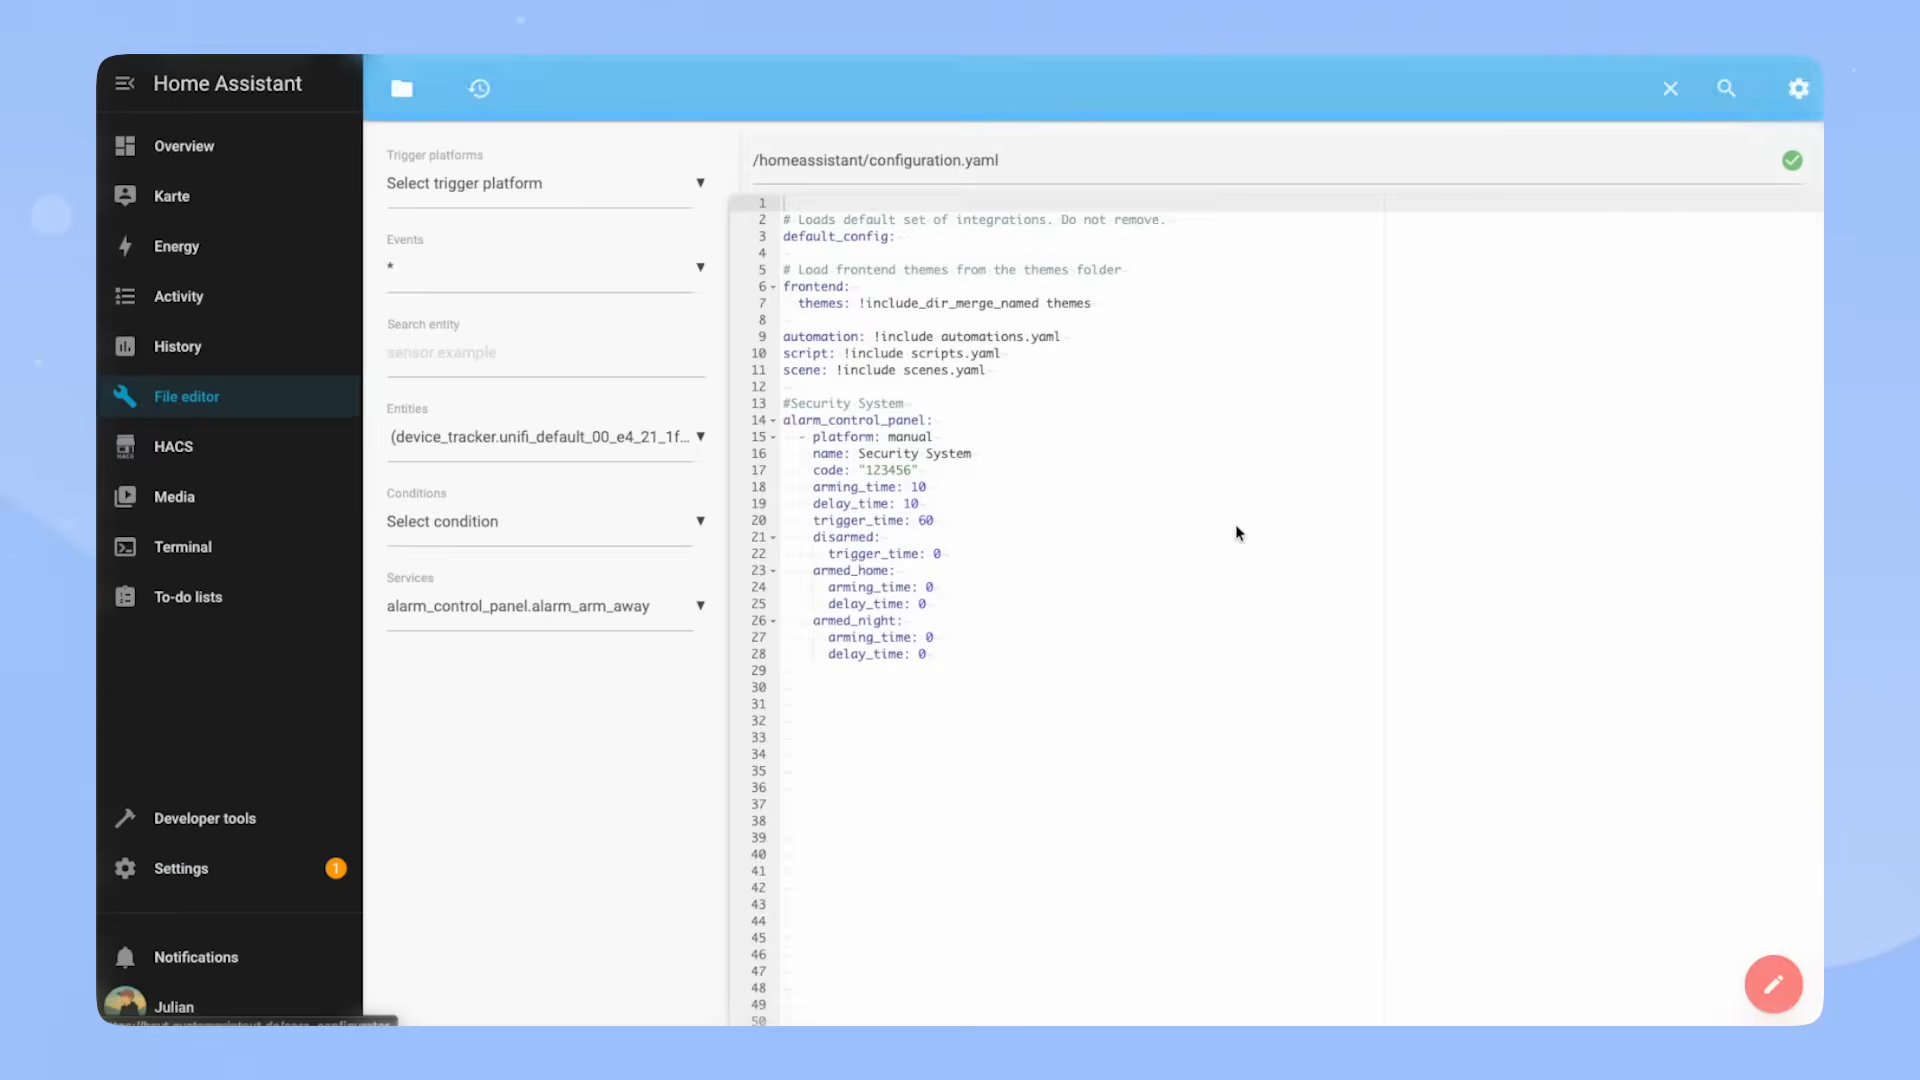 Home Assistant
Overview
Karte
Energy
Activity
History
File editor
HACS
Media
Terminal
To-do lists
Developer tools
Settings
1
Notifications
Julian
Trigger platforms
Select trigger platform
Events
*
Search entity
sensor.example
Entities
(device_tracker.unifi_default_00_e4_21_1f...
Conditions
Select condition
Services
alarm_control_panel.alarm_arm_away
/homeassistant/configuration.yaml
1
2 # Loads default set of integrations. Do not remove.
3 default_config:
4
5 # Load frontend themes from the themes folder
6 frontend:
7   themes: !include_dir_merge_named themes
8
9 automation: !include automations.yaml
10 script: !include scripts.yaml
11 scene: !include scenes.yaml
12
13 #Security System
14 alarm_control_panel:
15   - platform: manual
16     name: Security System
17     code: "123456"
18     arming_time: 10
19     delay_time: 10
20     trigger_time: 60
21     disarmed:
22       trigger_time: 0
23     armed_home:
24       arming_time: 0
25       delay_time: 0
26     armed_night:
27       arming_time: 0
28       delay_time: 0
29
30
31
32
33
34
35
36
37
38
39
40
41
42
43
44
45
46
47
48
49
50